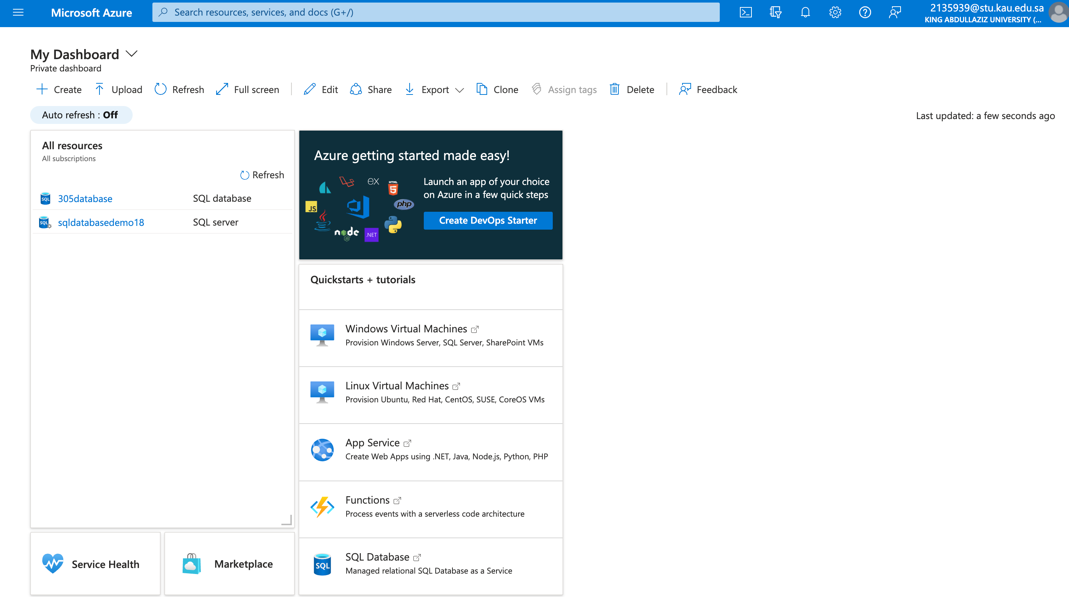 Microsoft Azure
Search resources, services, and docs (G+/)
2135939@stu.kau.edu.sa
KING ABDULLAZIZ UNIVERSITY (...
My Dashboard
Private dashboard
Create Upload Refresh Full screen Edit Share Export Clone Assign tags Delete Feedback
Auto refresh : Off
Last updated: a few seconds ago
All resources
All subscriptions
Refresh
305database SQL database
sqldatabasedemo18 SQL server
Azure getting started made easy!
Launch an app of your choice
on Azure in a few quick steps
Create DevOps Starter
ex
JS
php
node
.NET
Quickstarts + tutorials
Windows Virtual Machines
Provision Windows Server, SQL Server, SharePoint VMs
Linux Virtual Machines
Provision Ubuntu, Red Hat, CentOS, SUSE, CoreOS VMs
App Service
Create Web Apps using .NET, Java, Node.js, Python, PHP
Functions
Process events with a serverless code architecture
SQL
SQL Database
Managed relational SQL Database as a Service
Service Health
Marketplace